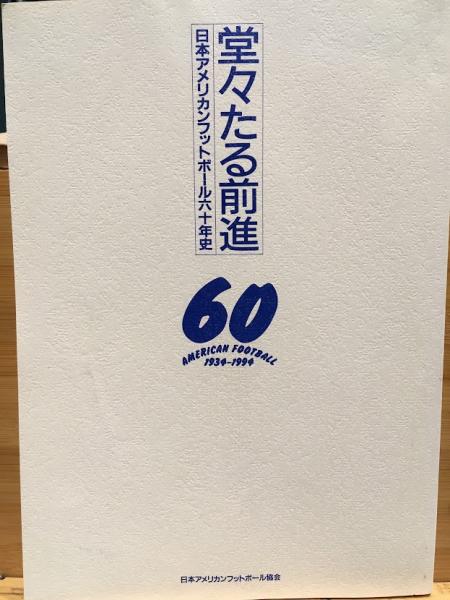 堂々たる前進
日本アメリカンフットボール六十年史
60
AMERICAN FOOTBALL
1934-1994
日本アメリカンフットボール協会